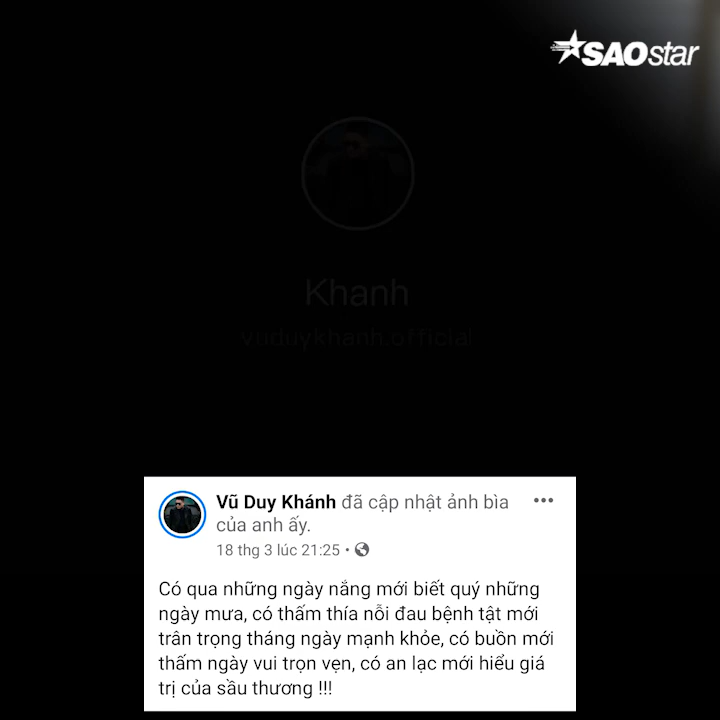 SAOstar
Khanh
vuduykhanh.official
Vũ Duy Khánh đã cập nhật ảnh bìa
của anh ấy.
18 thg 3 lúc 21:25 •
Có qua những ngày nắng mới biết quý những
ngày mưa, có thấm thía nỗi đau bệnh tật mới
trân trọng tháng ngày mạnh khỏe, có buồn mới
thấm ngày vui trọn vẹn, có an lạc mới hiểu giá
trị của sầu thương !!!